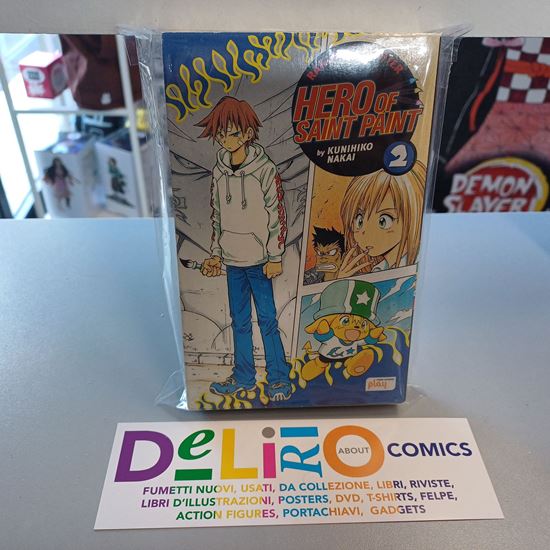 HERO OF
SAINT PAINT
by KUNIHIKO
NAKAI
2
play
DEMON
SLAYER
DeLiRiO ABOUT COMICS
FUMETTI NUOVI, USATI, DA COLLEZIONE, LIBRI, RIVISTE,
LIBRI D'ILLUSTRAZIONI, POSTERS, DVD, T-SHIRTS, FELPE,
ACTION FIGURES, PORTACHIAVI, GADGETS